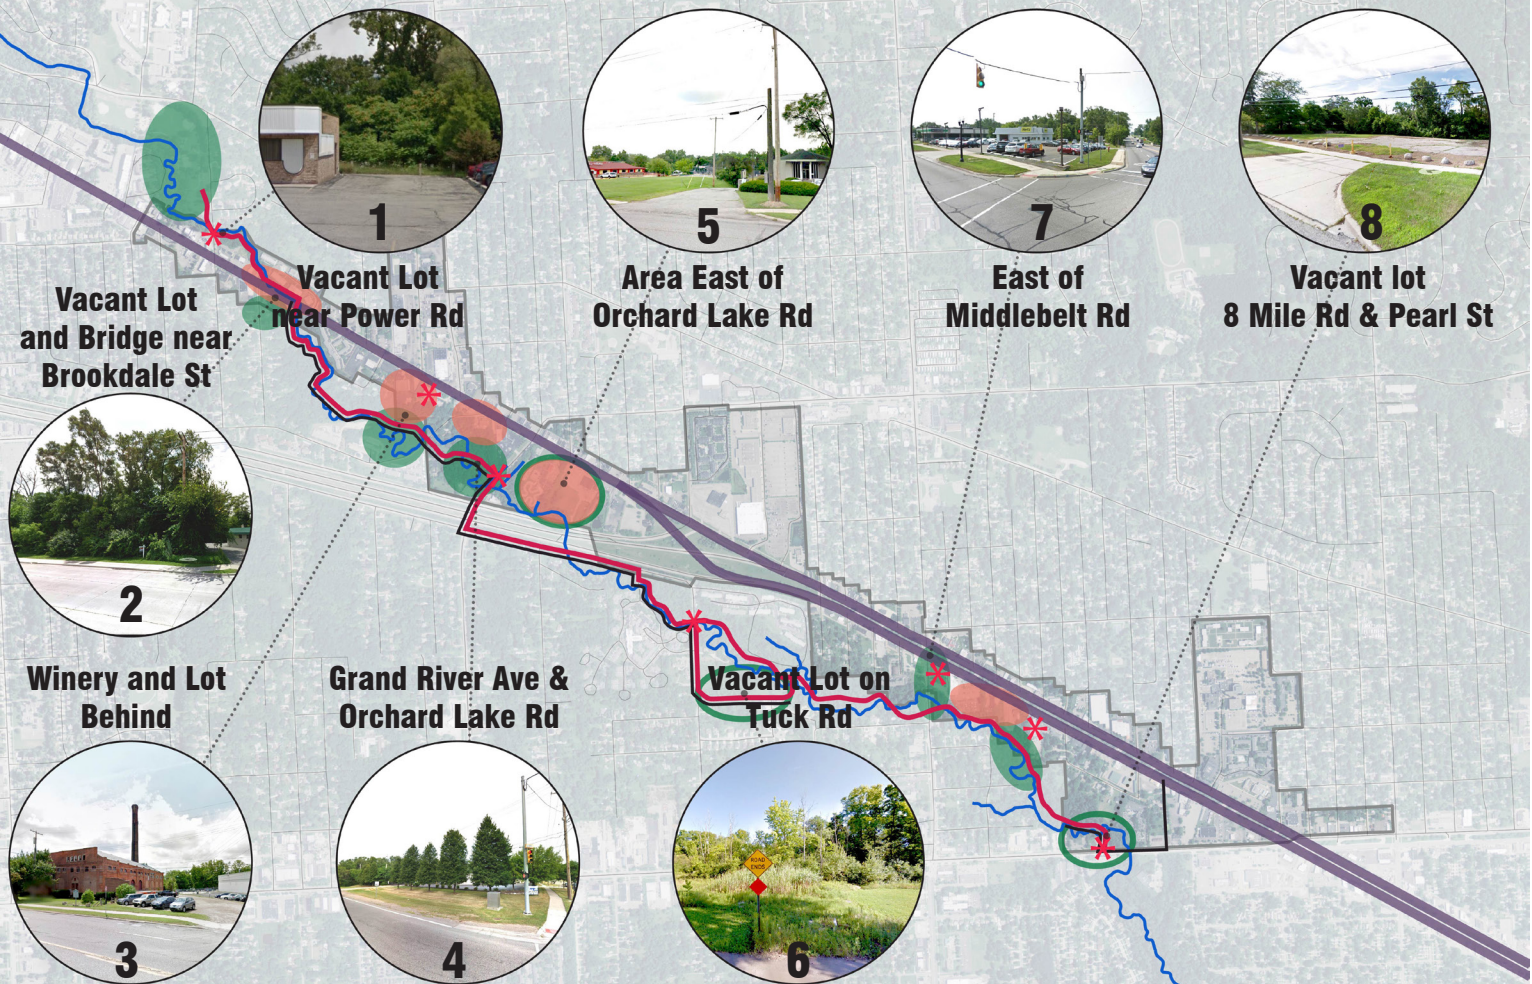 1
Vacant Lot
near Power Rd
5
Area East of
Orchard Lake Rd
7
East of
Middlebelt Rd
8
Vacant lot
8 Mile Rd & Pearl St
Vacant Lot
and Bridge near
Brookdale St
2
Winery and Lot
Behind
3
Grand River Ave &
Orchard Lake Rd
4
Vacant Lot on
Tuck Rd
ROAD
ENDS
6